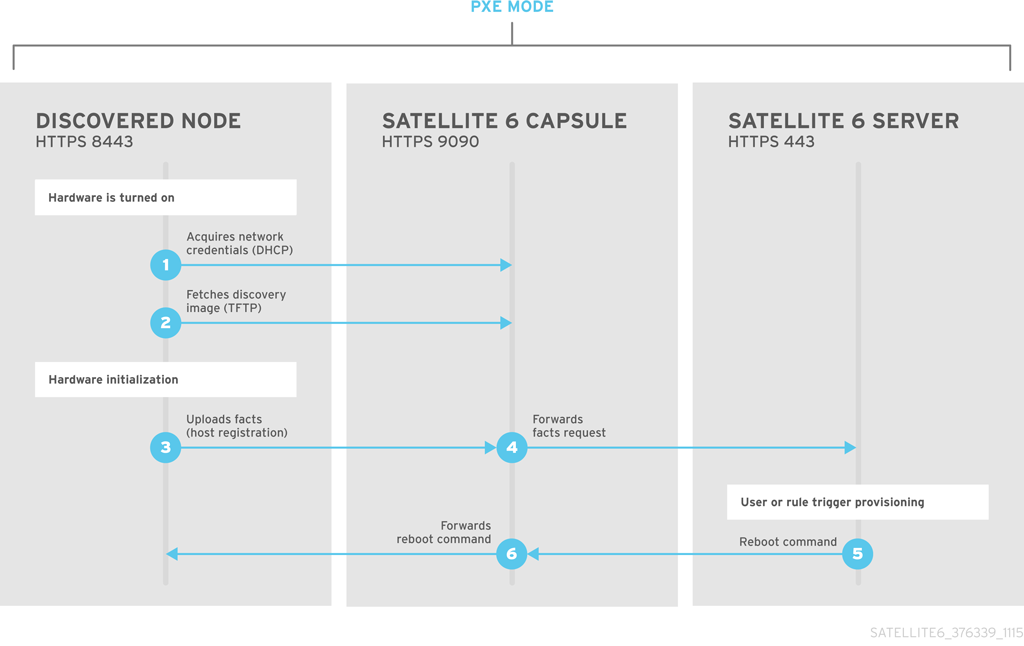 PXE MODE
DISCOVERED NODE
HTTPS 8443
SATELLITE 6 CAPSULE
HTTPS 9090
SATELLITE 6 SERVER
HTTPS 443
Hardware is turned on
Acquires network
credentials (DHCP)
1
Fetches discovery
image (TFTP)
2
Hardware initialization
Uploads facts
(host registration)
3
Forwards
facts request
4
User or rule trigger provisioning
Reboot command
5
Forwards
reboot command
6
SATELLITE6_376339_1115